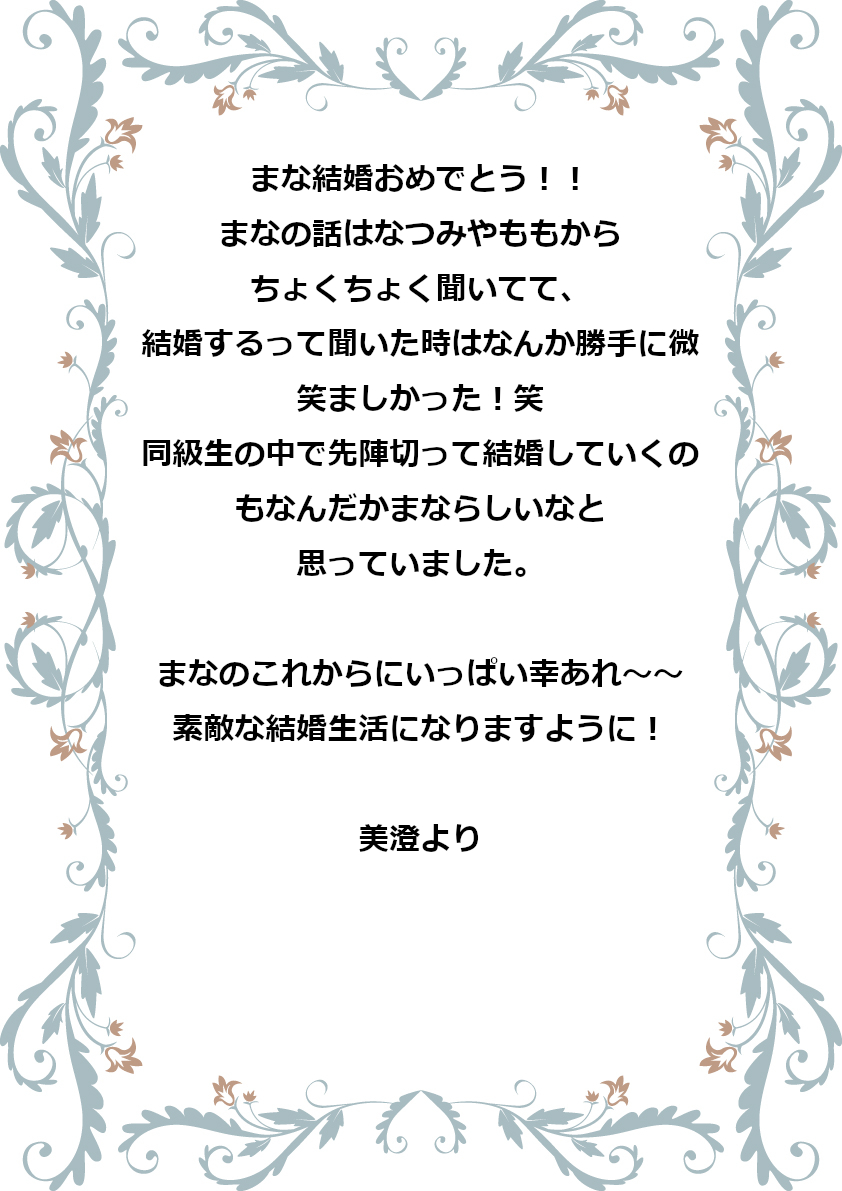 まな結婚おめでとう！！
まなの話はなつみやももから
ちょくちょく聞いてて、
結婚するって聞いた時はなんか勝手に微
笑ましかった！笑
同級生の中で先陣切って結婚していくの
もなんだかまならしいなと
思っていました。
まなのこれからにいっぱい幸あれ〜〜
素敵な結婚生活になりますように！
美澄より